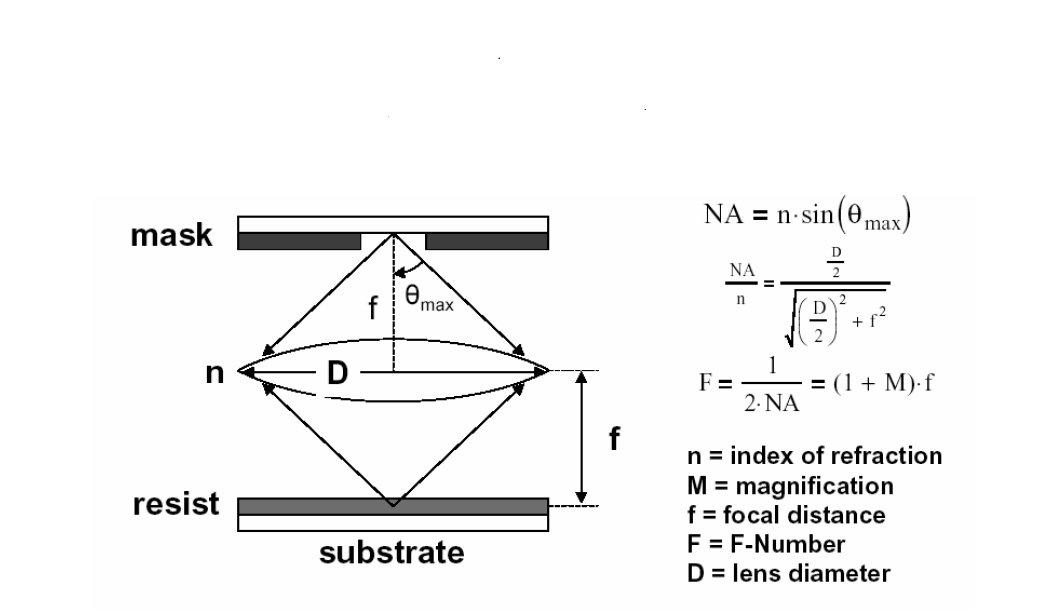 mask
f
θmax
n
D
f
resist
substrate
NA = n·sin(θmax)
NA/n = (D/2)/√((D/2)² + f²)
F = 1/(2·NA) = (1 + M)·f
n = index of refraction
M = magnification
f = focal distance
F = F-Number
D = lens diameter